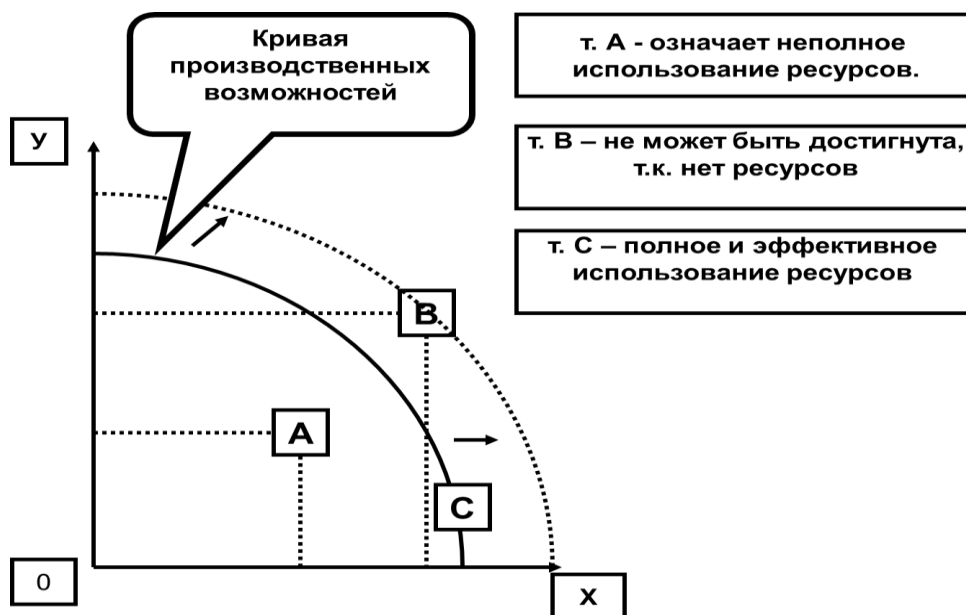 Кривая
производственных
возможностей
т. А - означает неполное
использование ресурсов.
т. В – не может быть достигнута,
т.к. нет ресурсов
т. С – полное и эффективное
использование ресурсов
У
В
А
С
0
Х